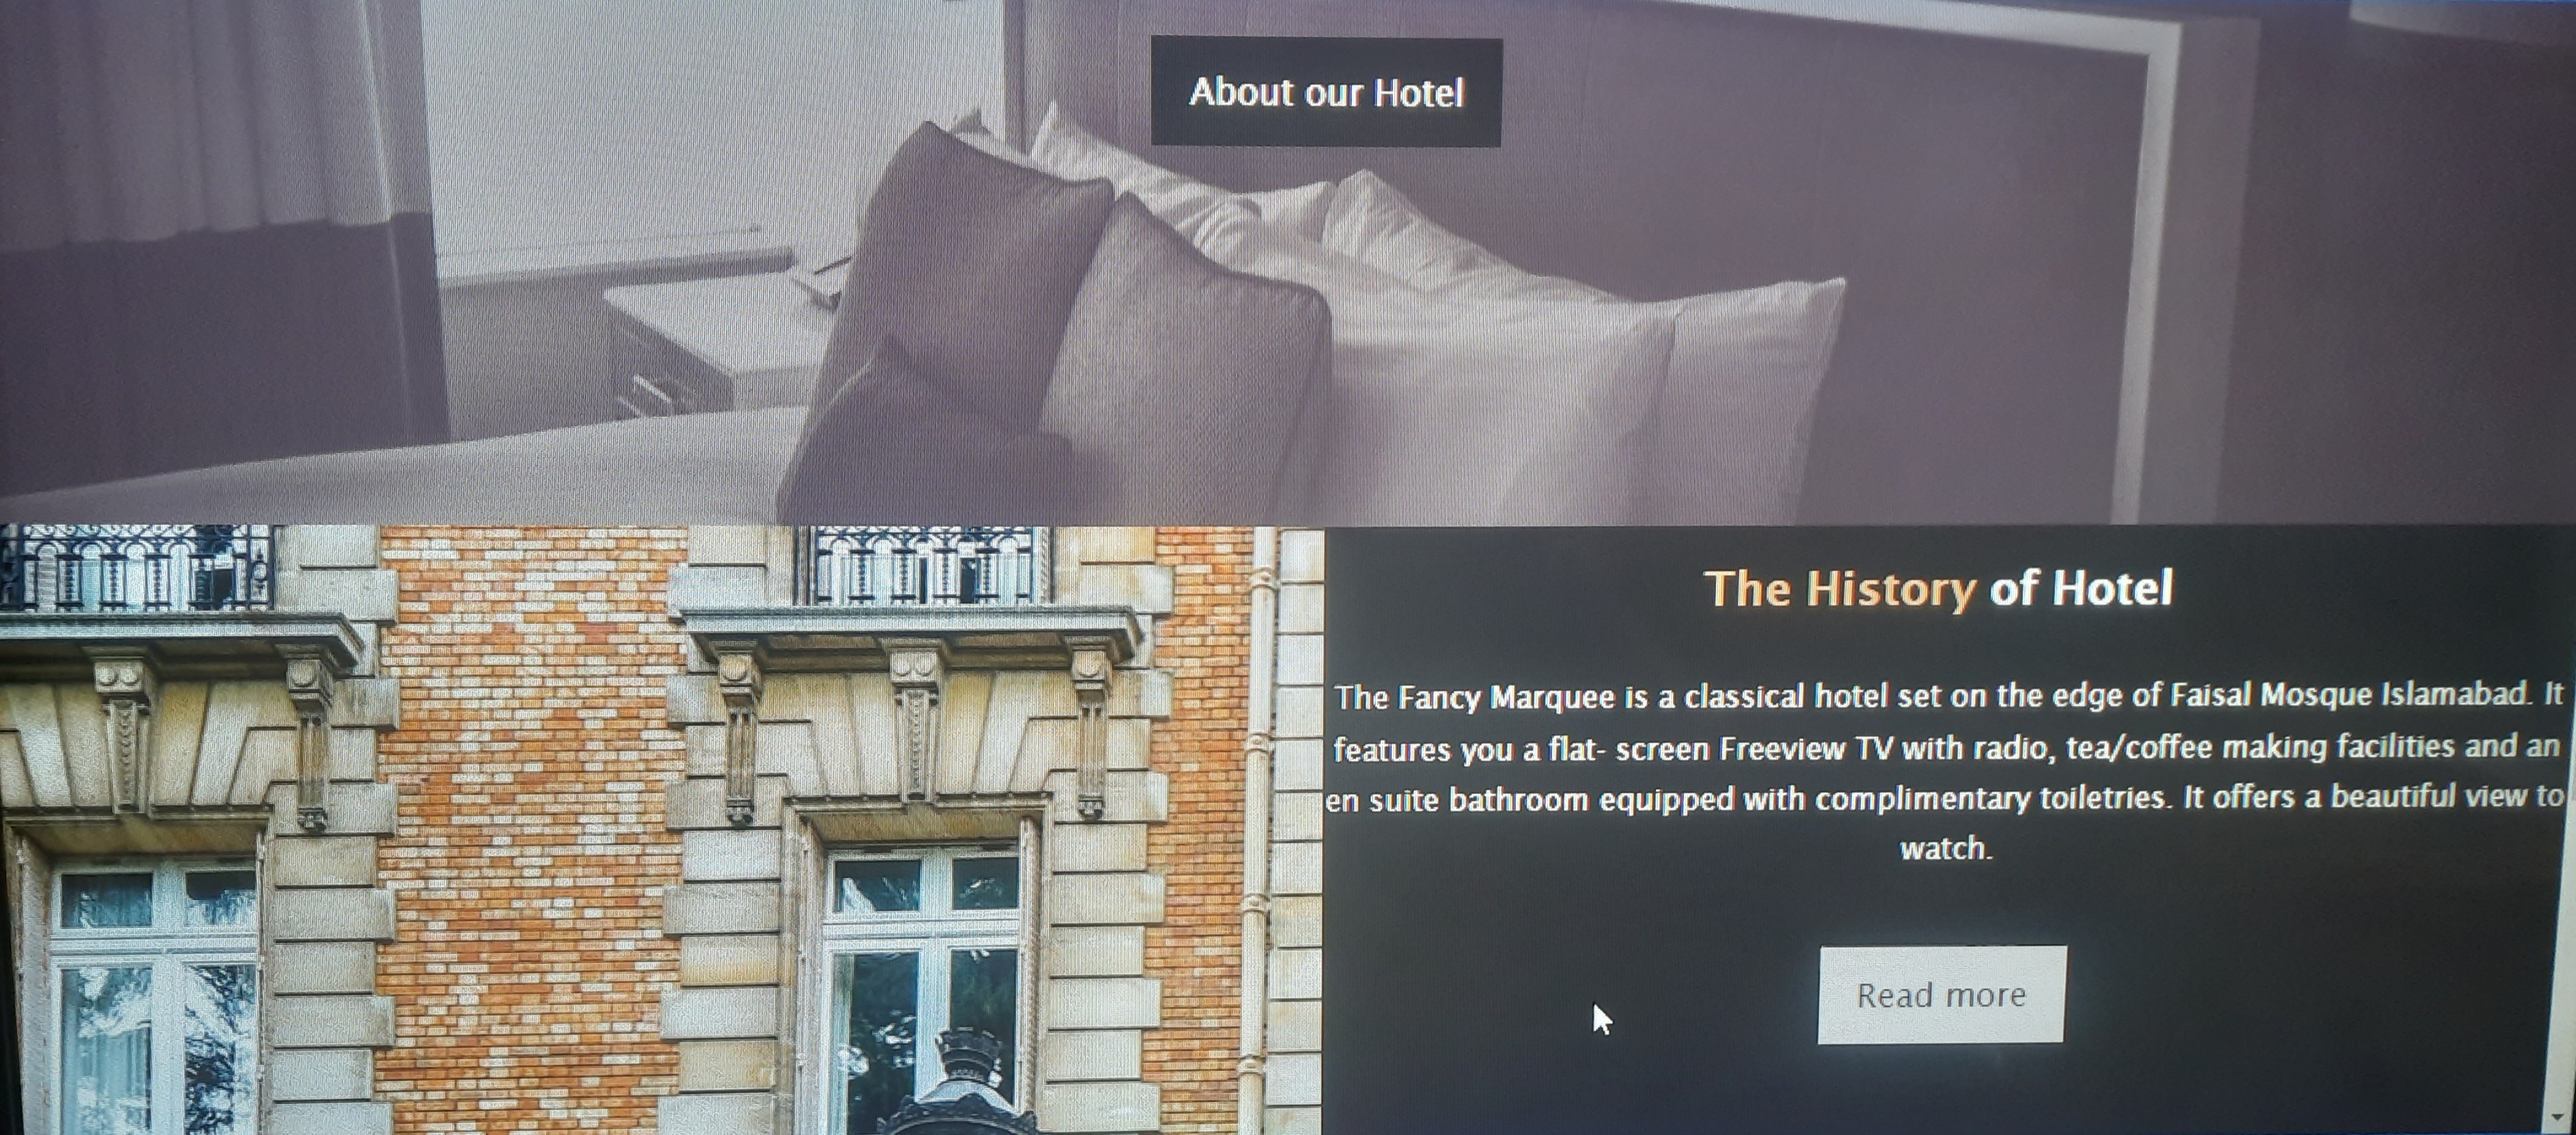 About our Hotel
The History of Hotel
The Fancy Marquee is a classical hotel set on the edge of Faisal Mosque Islamabad. It
features you a flat- screen Freeview TV with radio, tea/coffee making facilities and an
en suite bathroom equipped with complimentary toiletries. It offers a beautiful view to
watch.
Read more